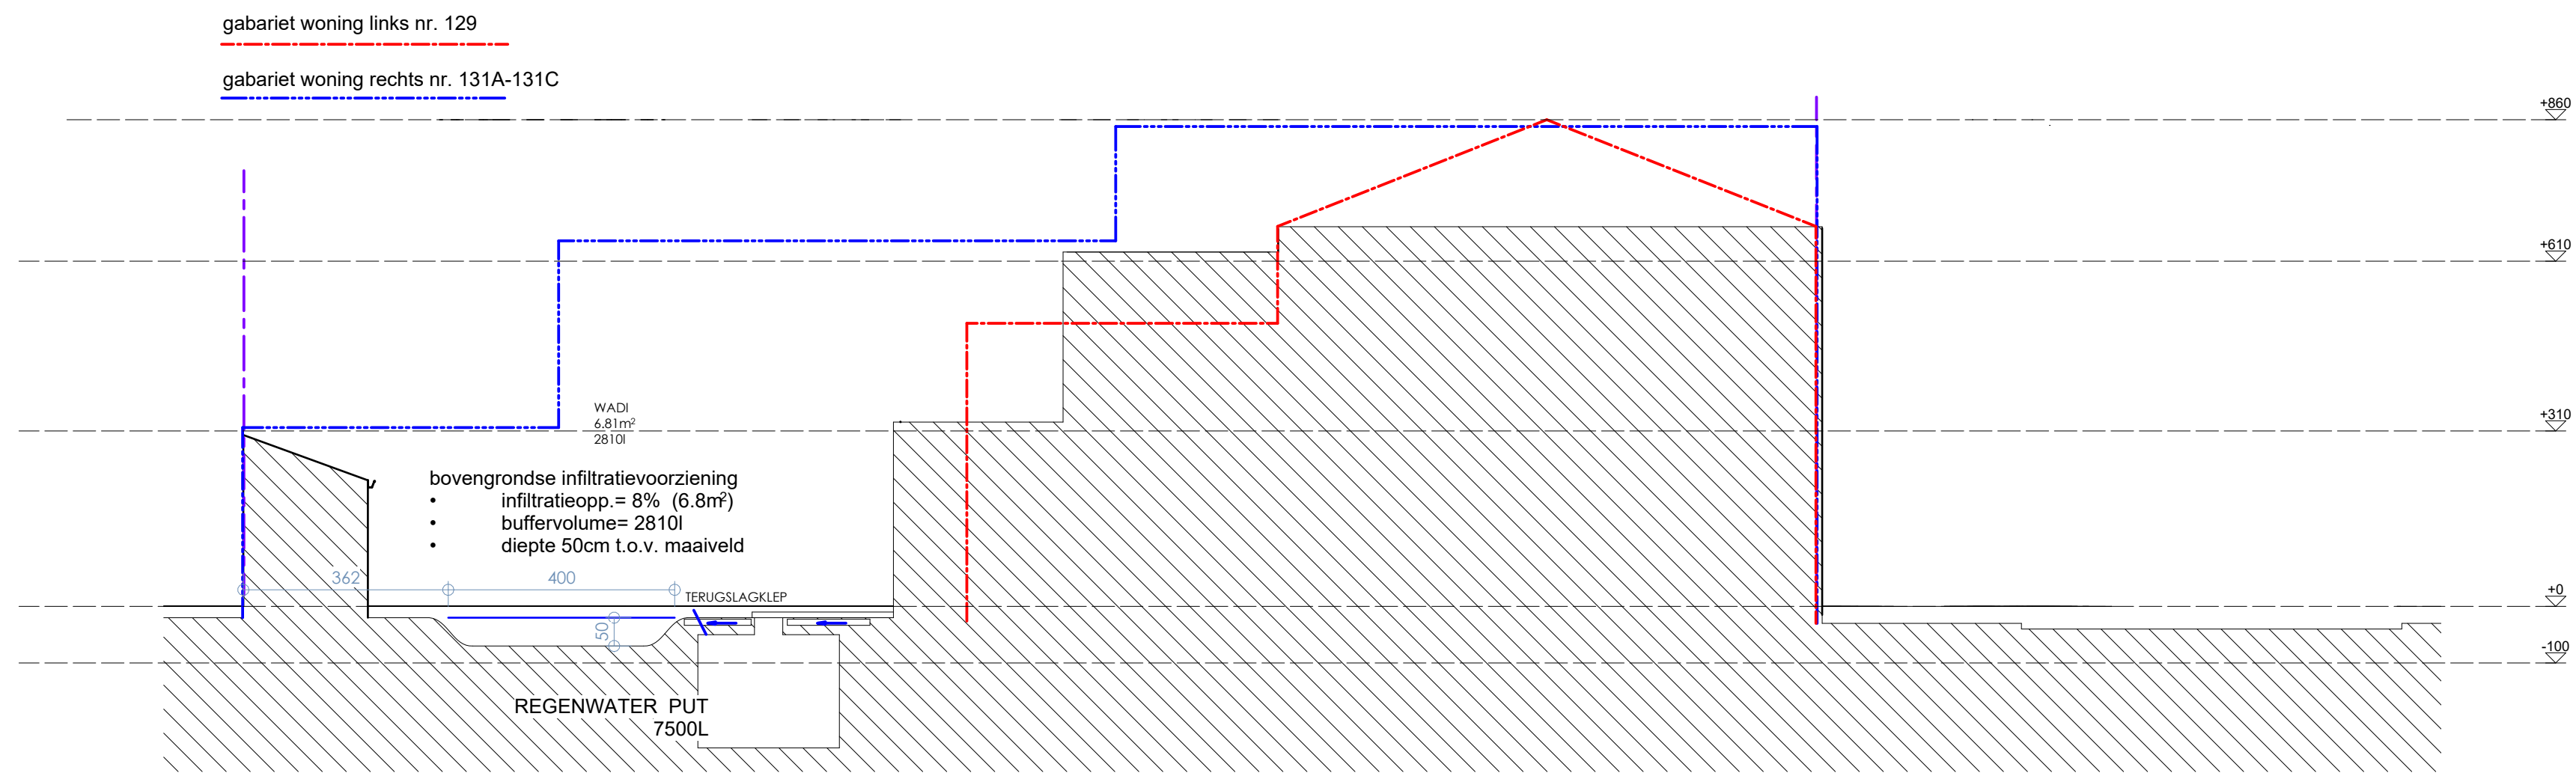 gabariet woning links nr. 129
gabariet woning rechts nr. 131A-131C
+860
+610
+310
WADI
6.81m²
2810l
bovengrondse infiltratievoorziening
• infiltratieopp.= 8% (6.8m²)
• buffervolume= 2810l
• diepte 50cm t.o.v. maaiveld
362
400
TERUGSLAGKLEP
+0
50
-100
REGENWATER PUT
7500L